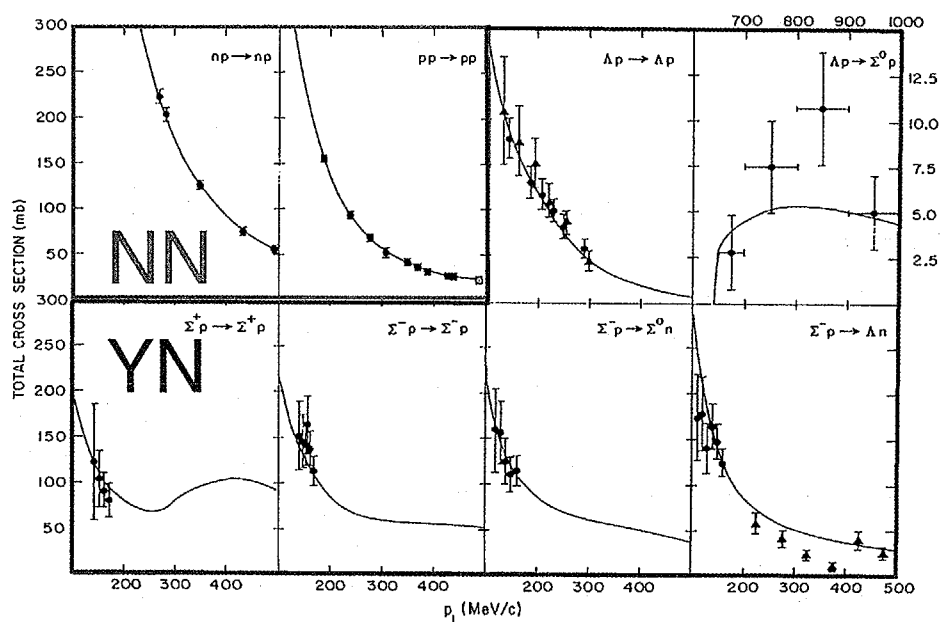 700 800 900 1000
300
np→np
pp→pp
Λp→Λp
Λp→Σ⁰p
12.5
250
200
10.0
150
7.5
100
5.0
NN
50
2.5
TOTAL CROSS SECTION (mb)
300
Σ⁺p→Σ⁺p
Σ⁻p→Σ⁻p
Σ⁻p→Σ⁰n
Σ⁻p→Λn
YN
250
200
150
100
50
200 300 400 200 300 400 200 300 400 200 300 400 500
p_L (MeV/c)